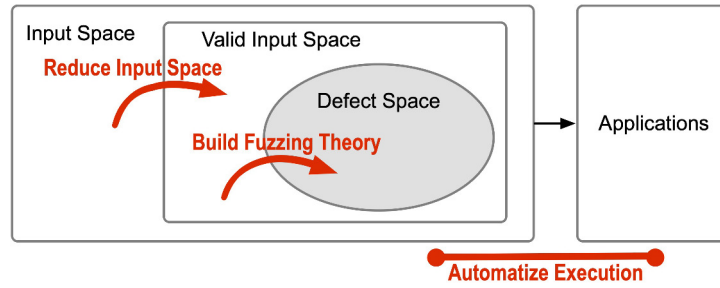 Input Space
Valid Input Space
Reduce Input Space
Defect Space
Build Fuzzing Theory
Applications
Automatize Execution